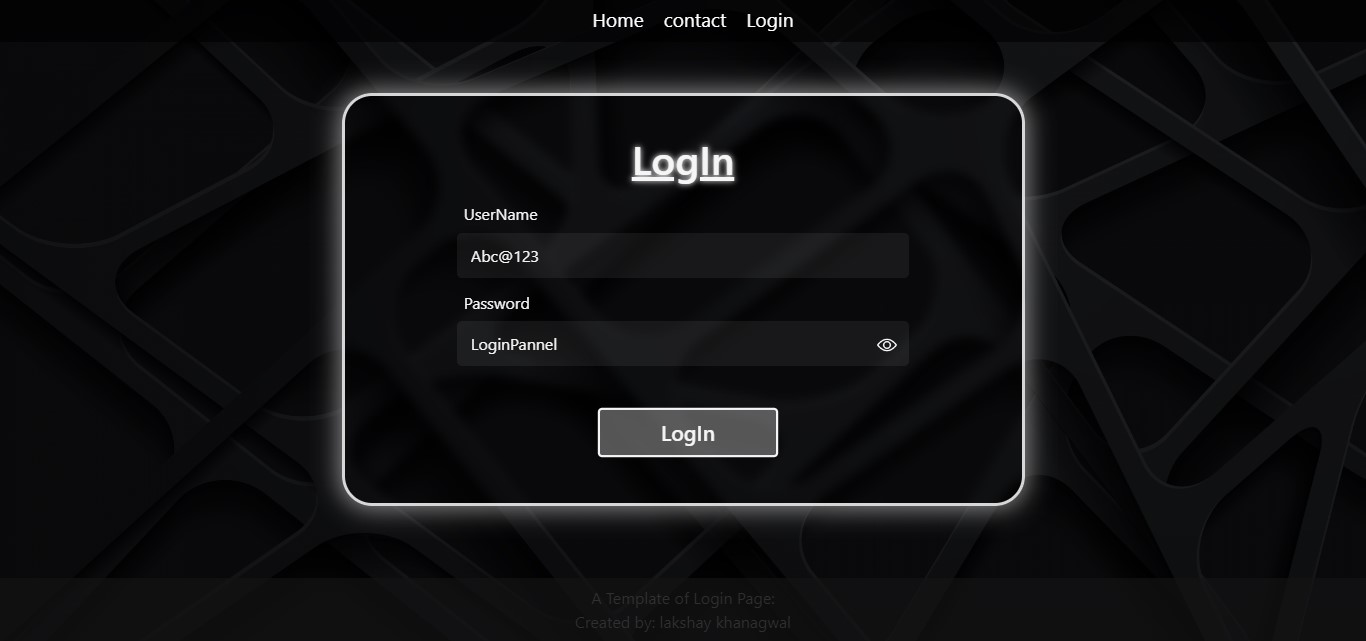 Home contact Login
LogIn
UserName
Abc@123
Password
LoginPannel
LogIn
A Template of Login Page:
Created by: lakshay khanagwal